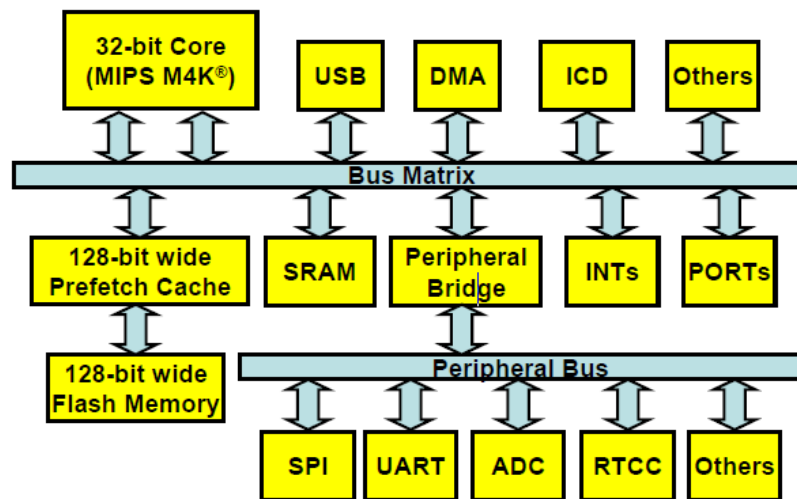 32-bit Core
(MIPS M4K®)
USB
DMA
ICD
Others
Bus Matrix
128-bit wide
Prefetch Cache
SRAM
Peripheral
Bridge
INTs
PORTs
128-bit wide
Flash Memory
Peripheral Bus
SPI
UART
ADC
RTCC
Others